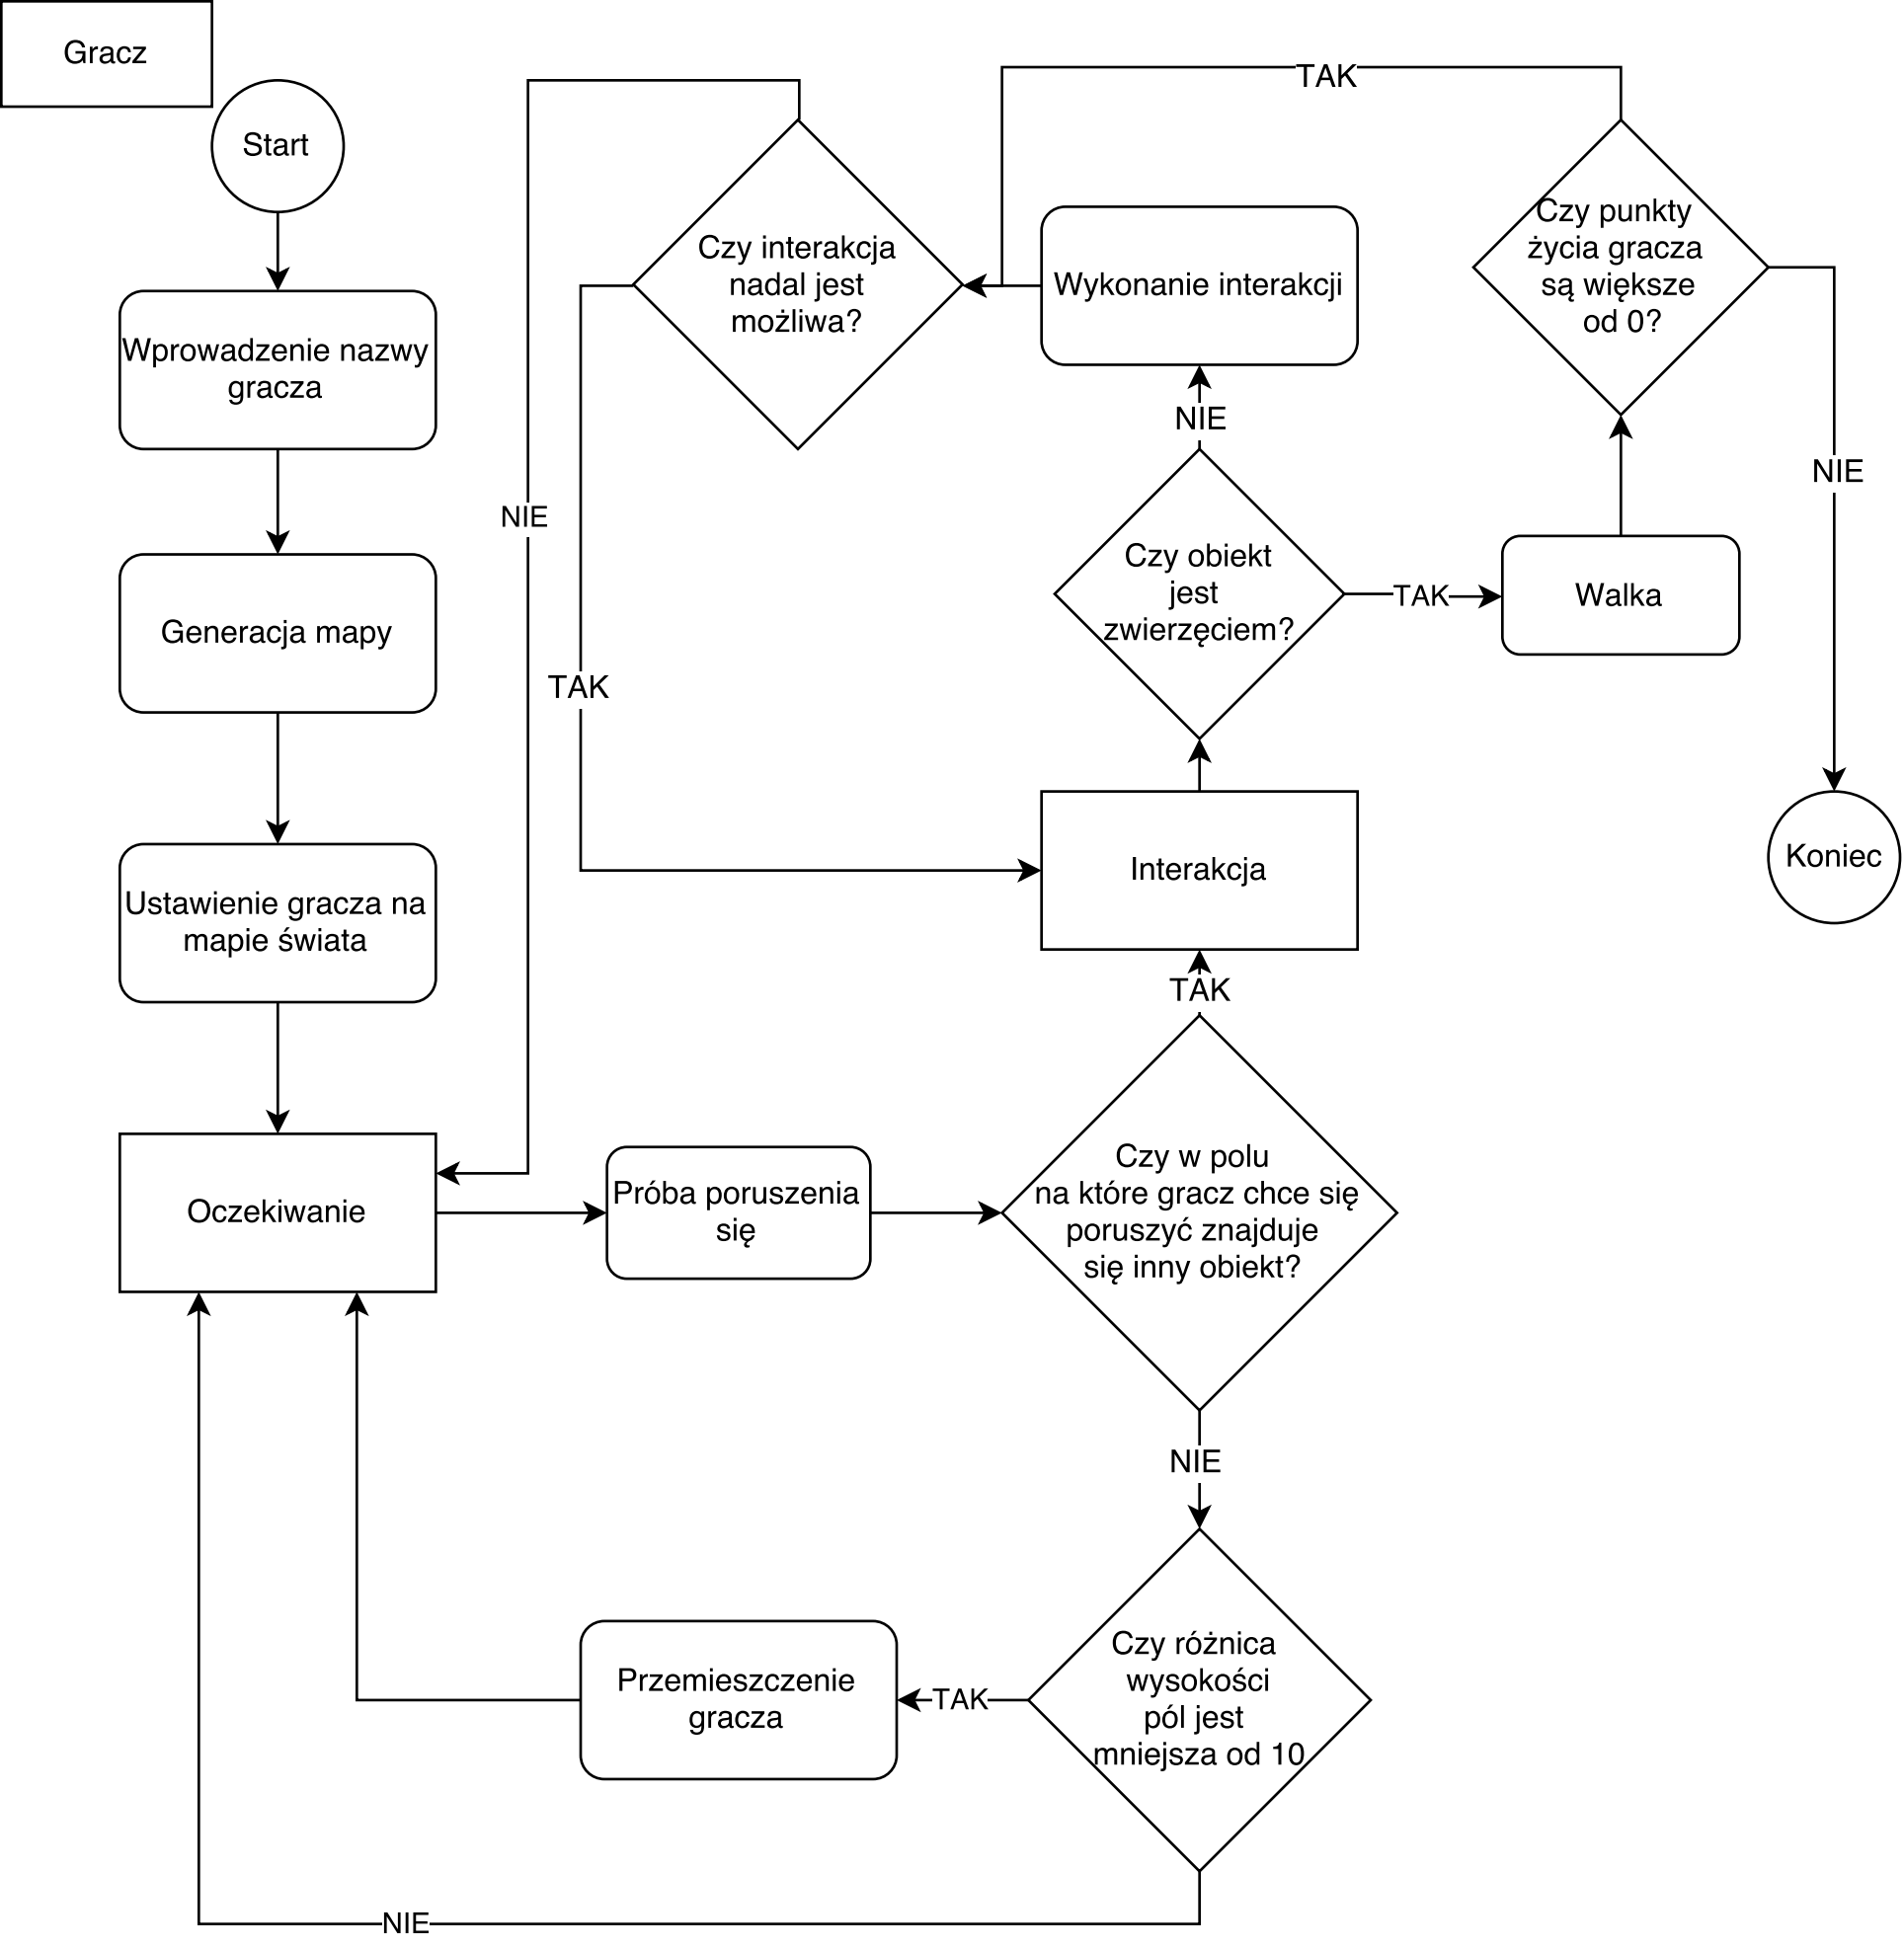 Gracz
Start
Wprowadzenie nazwy
gracza
Generacja mapy
Ustawienie gracza na
mapie świata
Oczekiwanie
Próba poruszenia
się
Czy w polu
na które gracz chce się
poruszyć znajduje
się inny obiekt?
TAK
Interakcja
Czy obiekt
jest
zwierzęciem?
NIE
Wykonanie interakcji
TAK
Walka
Czy punkty
życia gracza
są większe
od 0?
TAK
NIE
Koniec
Czy interakcja
nadal jest
możliwa?
NIE
TAK
NIE
Czy różnica
wysokości
pól jest
mniejsza od 10
TAK
Przemieszczenie
gracza
NIE